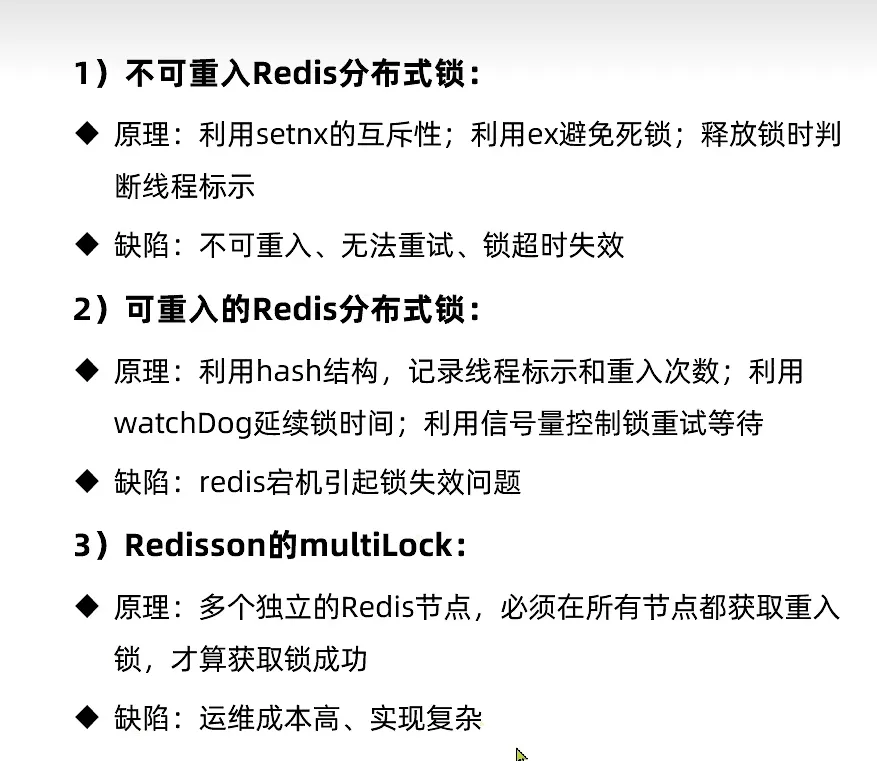 1）不可重入Redis分布式锁：
◆ 原理：利用setnx的互斥性；利用ex避免死锁；释放锁时判
断线程标示
◆ 缺陷：不可重入、无法重试、锁超时失效
2）可重入的Redis分布式锁：
◆ 原理：利用hash结构，记录线程标示和重入次数；利用
watchDog延续锁时间；利用信号量控制锁重试等待
◆ 缺陷：redis宕机引起锁失效问题
3）Redisson的multiLock：
◆ 原理：多个独立的Redis节点，必须在所有节点都获取重入
锁，才算获取锁成功
◆ 缺陷：运维成本高、实现复杂